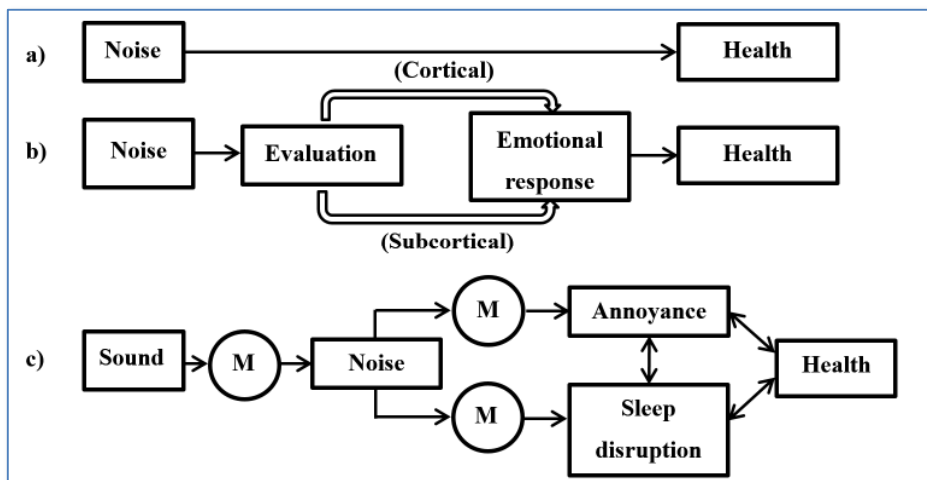 a)
Noise
Health
(Cortical)
b)
Noise
Evaluation
Emotional
response
Health
(Subcortical)
c)
Sound
M
Noise
M
Annoyance
M
Sleep
disruption
Health